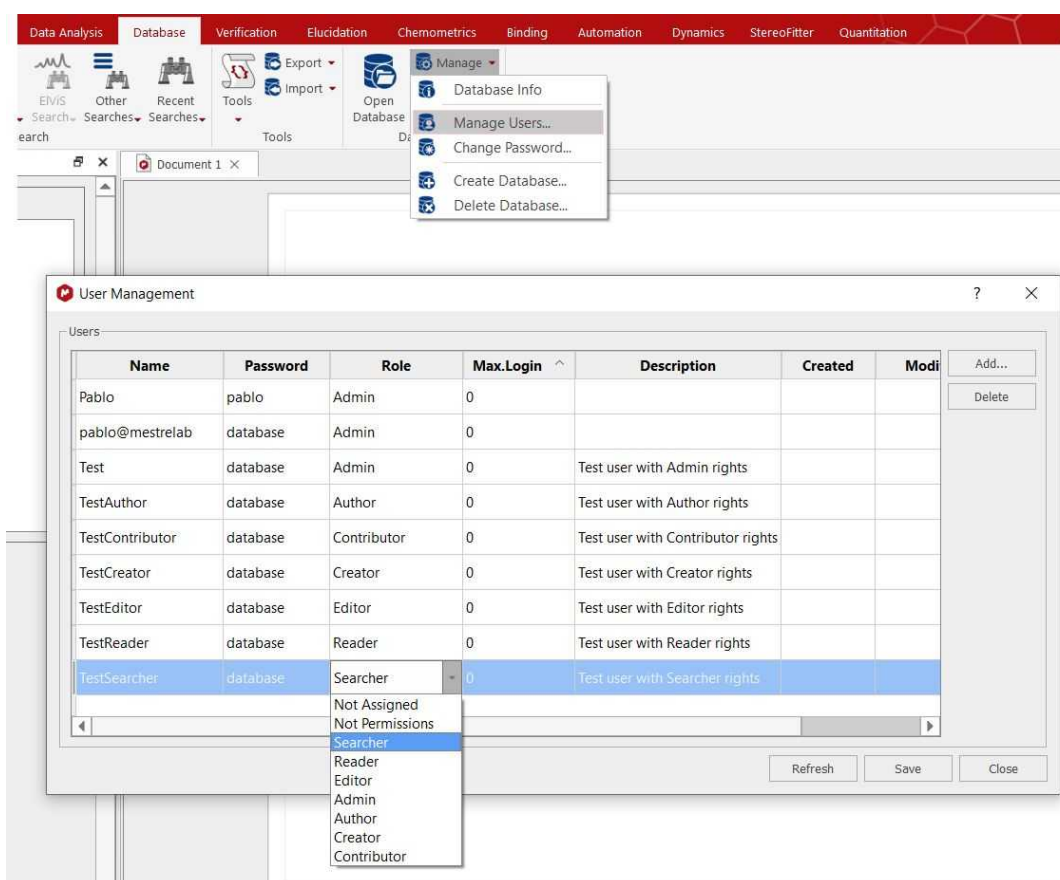 Data Analysis Database Verification Elucidation Chemometrics Binding Automation Dynamics StereoFitter Quantitation
ElViS Search
Other Searches
Recent Searches
Tools
Export
Import
Open Database
Manage
earch
Tools
Da
Database Info
Manage Users...
Change Password...
Create Database...
Delete Database...
Document 1
User Management
Users
Name Password Role Max.Login Description Created Modi
Pablo pablo Admin 0
pablo@mestrelab database Admin 0
Test database Admin 0 Test user with Admin rights
TestAuthor database Author 0 Test user with Author rights
TestContributor database Contributor 0 Test user with Contributor rights
TestCreator database Creator 0 Test user with Creator rights
TestEditor database Editor 0 Test user with Editor rights
TestReader database Reader 0 Test user with Reader rights
TestSearcher database Searcher 0 Test user with Searcher rights
Not Assigned
Not Permissions
Searcher
Reader
Editor
Admin
Author
Creator
Contributor
Add...
Delete
Refresh Save Close